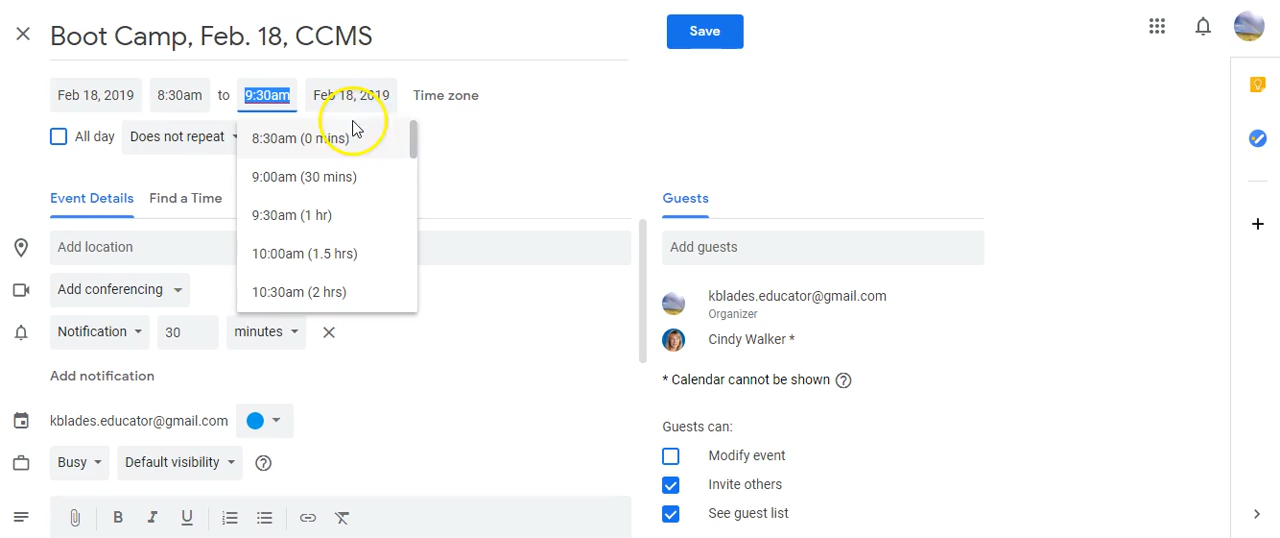 Boot Camp, Feb. 18, CCMS
Save
Feb 18, 2019 8:30am to 9:30am Feb 18, 2019 Time zone
All day Does not repeat
8:30am (0 mins)
9:00am (30 mins)
9:30am (1 hr)
10:00am (1.5 hrs)
10:30am (2 hrs)
Event Details Find a Time
Guests
Add location
Add guests
Add conferencing
Notification 30 minutes
Add notification
kblades.educator@gmail.com
Organizer
Cindy Walker *
* Calendar cannot be shown ?
kblades.educator@gmail.com
Busy Default visibility ?
B I U
Guests can:
Modify event
Invite others
See guest list